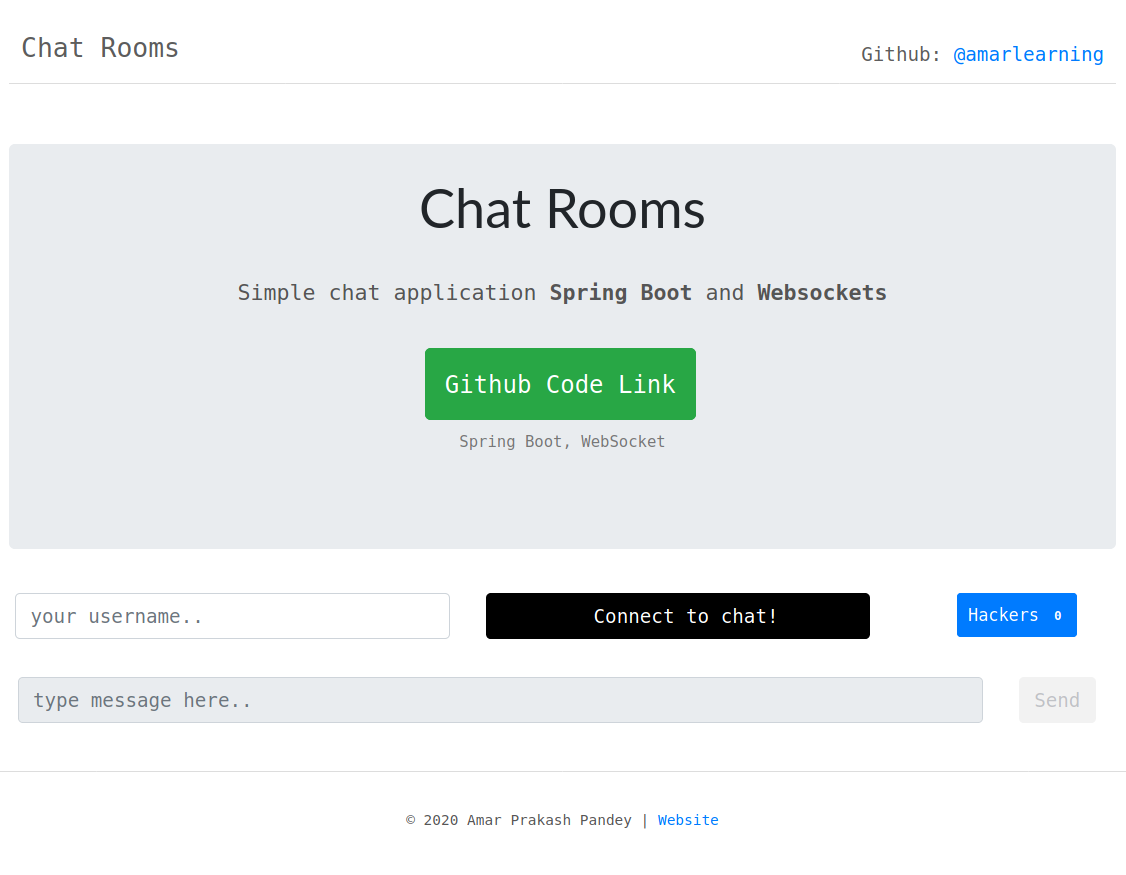 Chat Rooms
Github: @amarlearning
Chat Rooms
Simple chat application Spring Boot and Websockets
Github Code Link
Spring Boot, WebSocket
your username..
Connect to chat!
Hackers 0
type message here..
Send
© 2020 Amar Prakash Pandey | Website